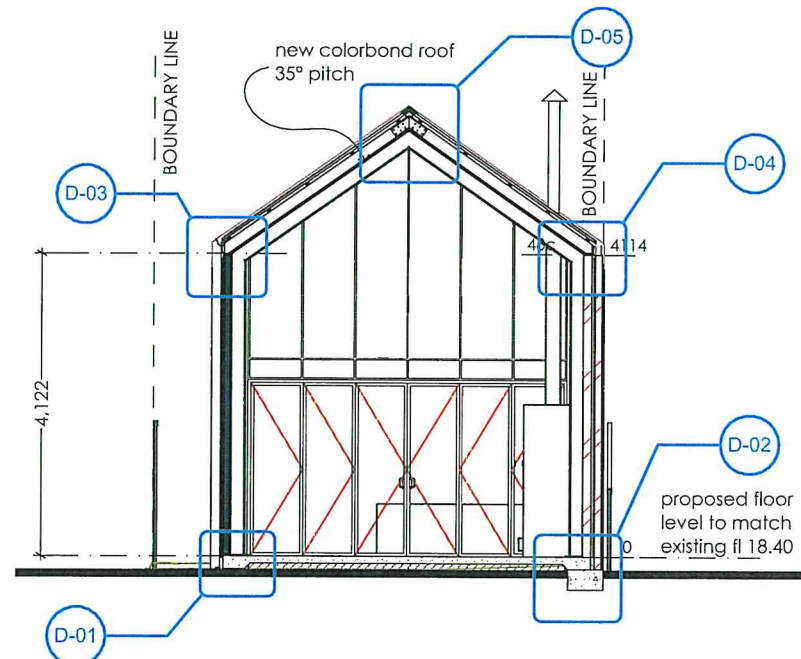 D-05
new colorbond roof
35° pitch
BOUNDARY LINE
BOUNDARY LINE
D-04
D-03
4114
4,122
D-02
proposed floor
level to match
existing fl 18.40
0
D-01